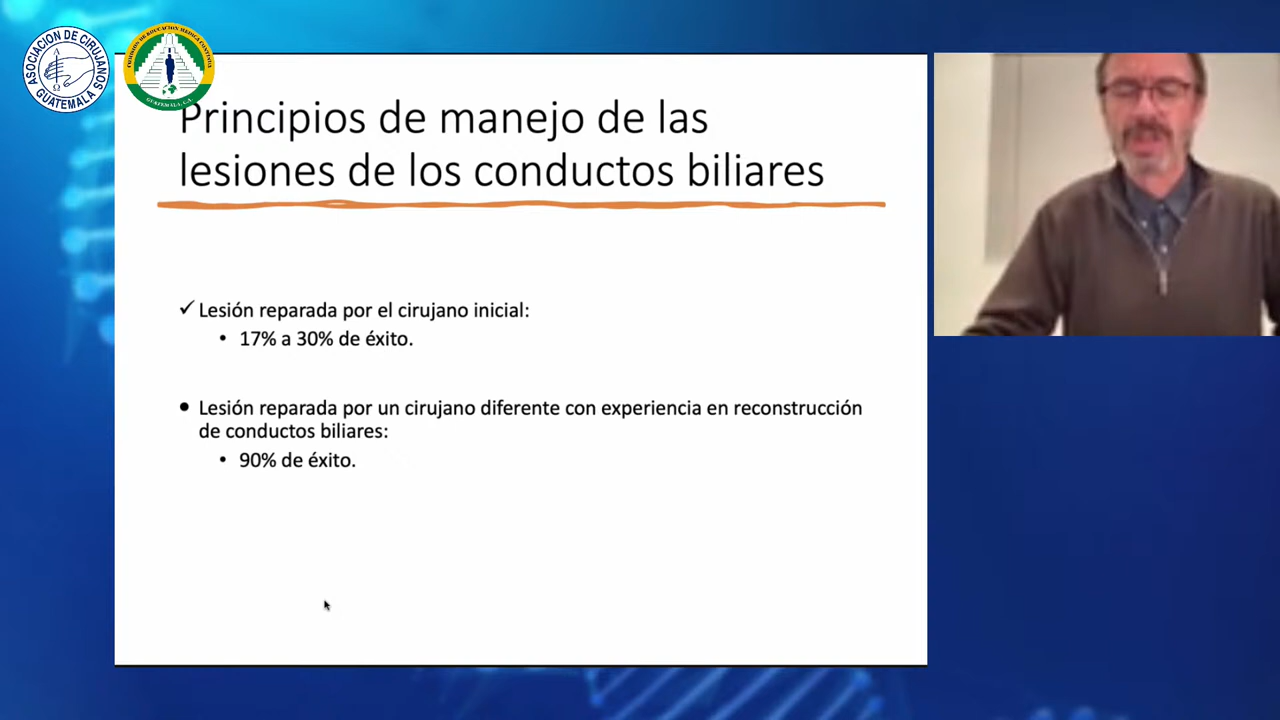 ASOCIACION DE CIRUJANOS
GUATEMALA
GUATEMALA, C.A.
Principios de manejo de las
lesiones de los conductos biliares
✓ Lesión reparada por el cirujano inicial:
• 17% a 30% de éxito.
• Lesión reparada por un cirujano diferente con experiencia en reconstrucción
de conductos biliares:
• 90% de éxito.